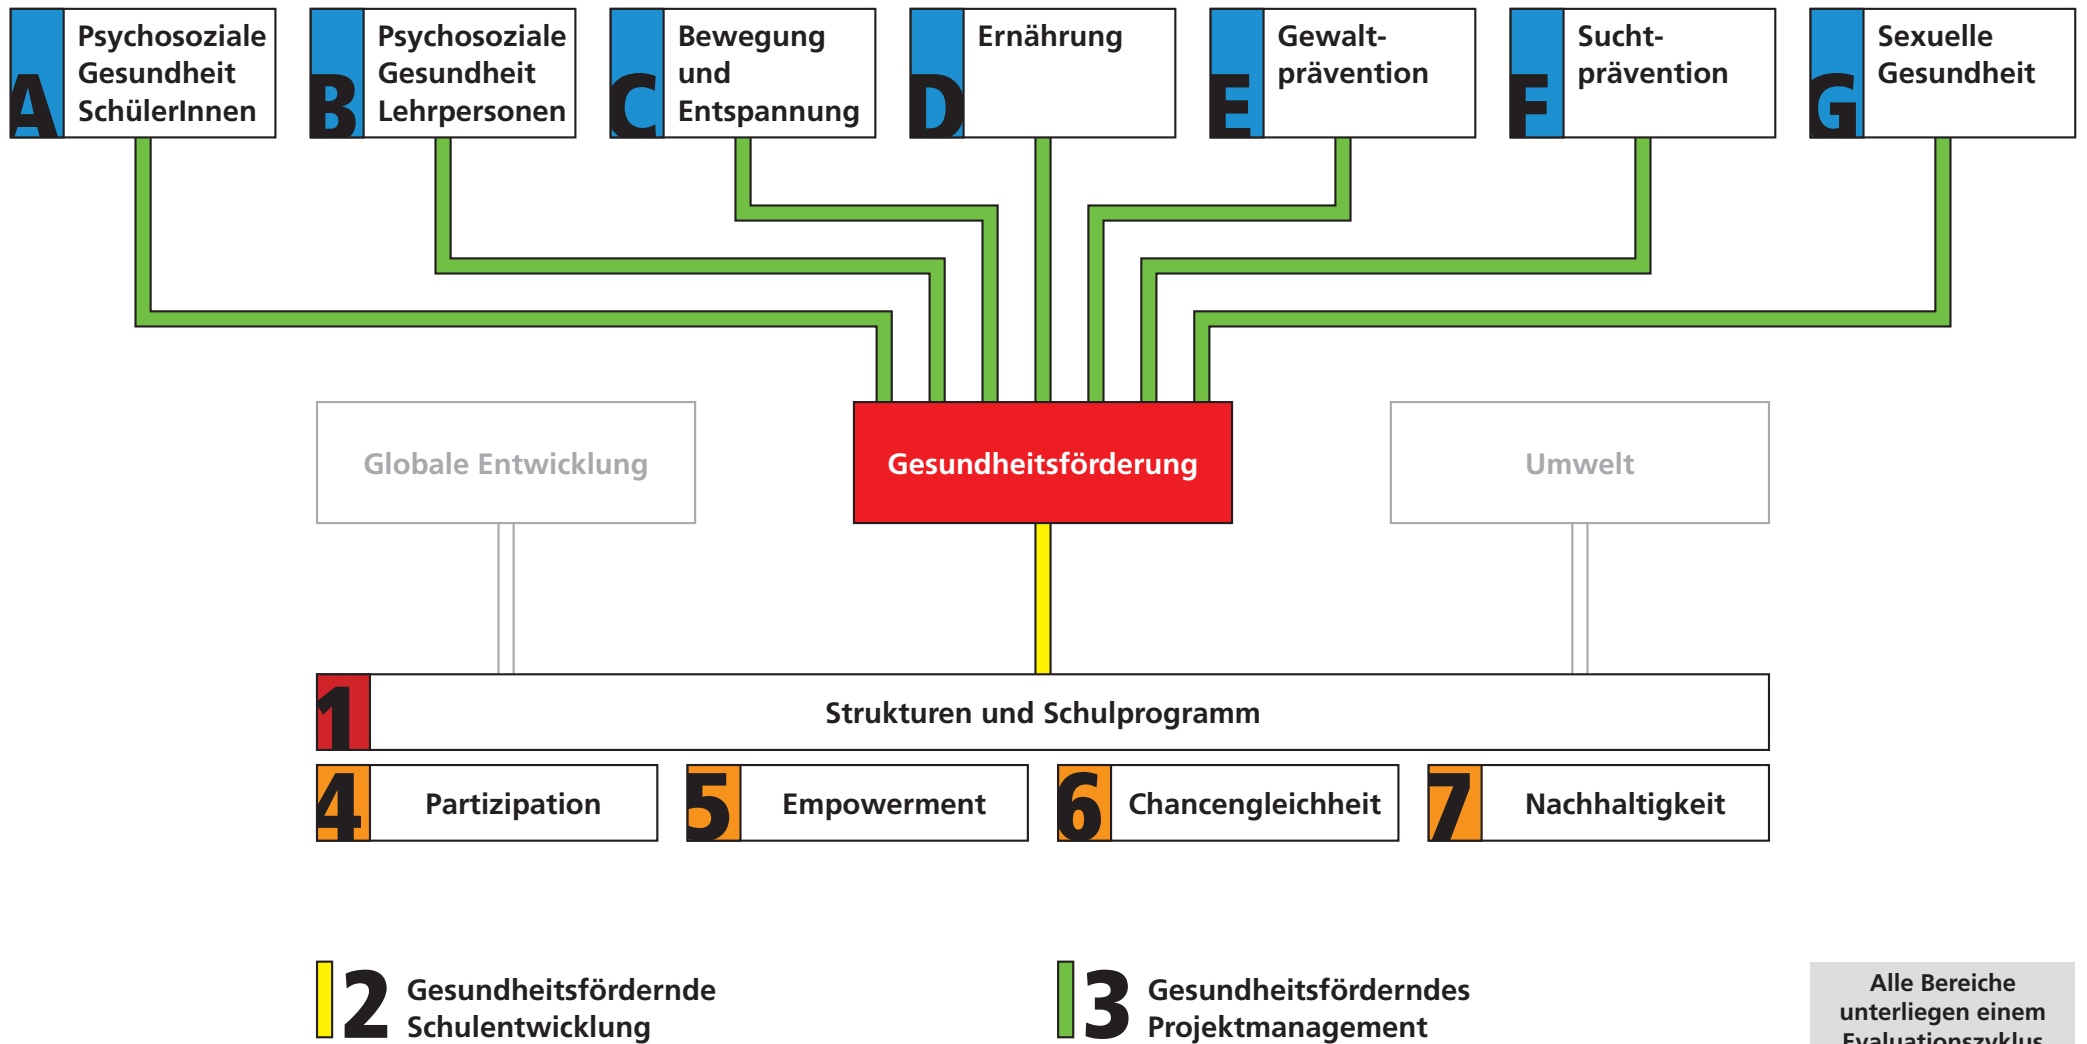 A
Psychosoziale
Gesundheit
SchülerInnen
B
Psychosoziale
Gesundheit
Lehrpersonen
C
Bewegung
und
Entspannung
D
Ernährung
E
Gewalt-
prävention
F
Sucht-
prävention
G
Sexuelle
Gesundheit
Globale Entwicklung
Gesundheitsförderung
Umwelt
1
Strukturen und Schulprogramm
4
Partizipation
5
Empowerment
6
Chancengleichheit
7
Nachhaltigkeit
2
Gesundheitsfördernde
Schulentwicklung
3
Gesundheitsförderndes
Projektmanagement
Alle Bereiche
unterliegen einem
Evaluationszyklus